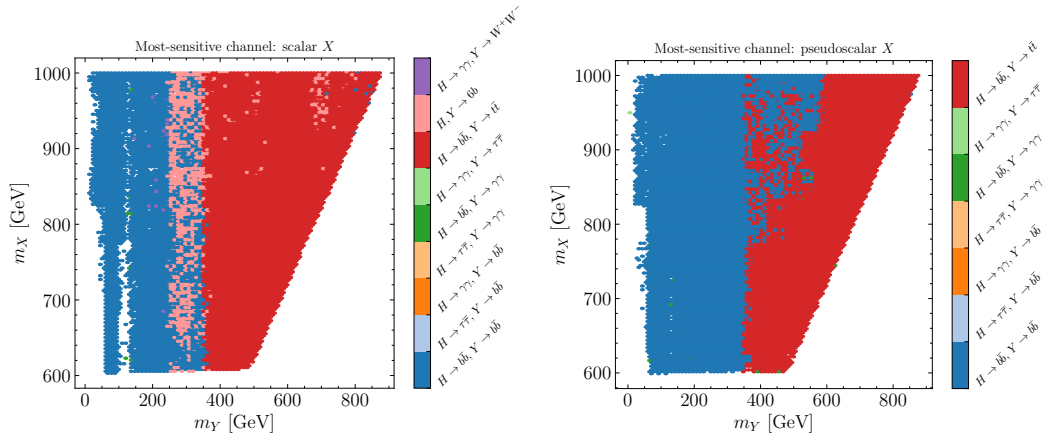 Most-sensitive channel: scalar X
1000
900
800
700
600
m_X [GeV]
0 200 400 600 800
m_Y [GeV]
H → γγ, Y → W⁺W⁻
H, Y → 6b
H → bb̄, Y → tt̄
H → γγ, Y → ττ̄
H → bb̄, Y → γγ
H → ττ̄, Y → γγ
H → γγ, Y → bb̄
H → ττ̄, Y → bb̄
H → bb̄, Y → bb̄
Most-sensitive channel: pseudoscalar X
1000
900
800
700
600
m_X [GeV]
0 200 400 600 800
m_Y [GeV]
H → bb̄, Y → tt̄
H → γγ, Y → ττ̄
H → bb̄, Y → γγ
H → ττ̄, Y → γγ
H → γγ, Y → bb̄
H → ττ̄, Y → bb̄
H → bb̄, Y → bb̄